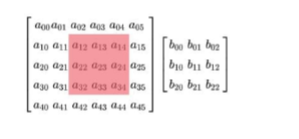 a00 a01 a02 a03 a04 a05
a10 a11 a12 a13 a14 a15 b00 b01 b02
a20 a21 a22 a23 a24 a25 b10 b11 b12
a30 a31 a32 a33 a34 a35 b20 b21 b22
a40 a41 a42 a43 a44 a45